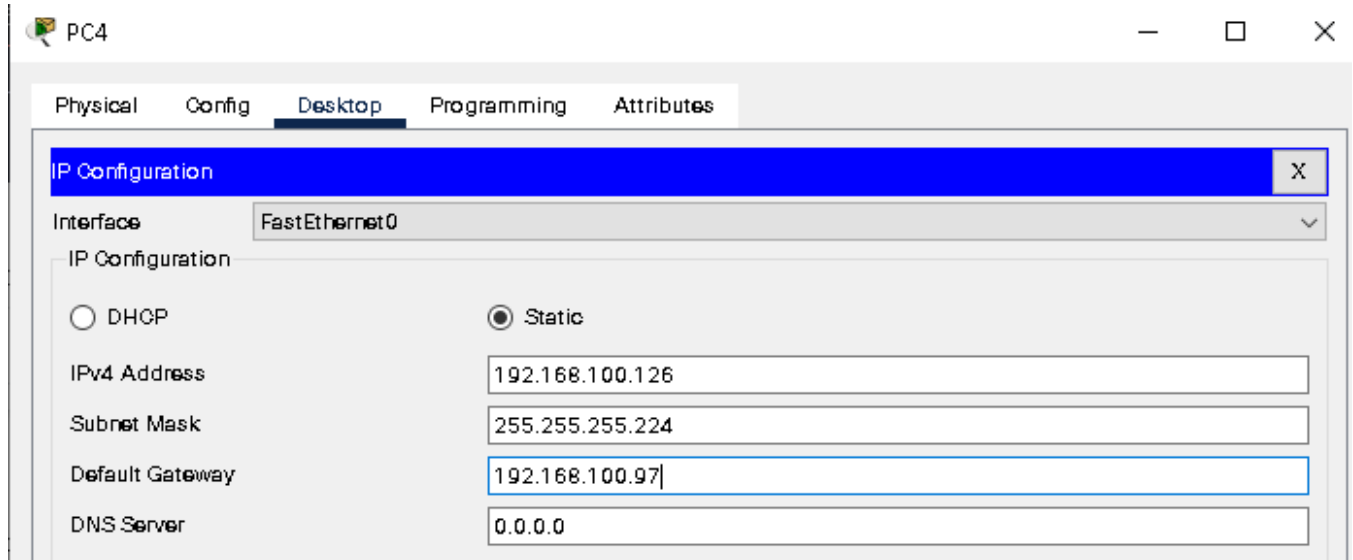 PC4
Physical Config Desktop Programming Attributes
IP Configuration X
Interface FastEthernet0
IP Configuration
DHCP Static
IPv4 Address 192.168.100.126
Subnet Mask 255.255.255.224
Default Gateway 192.168.100.97
DNS Server 0.0.0.0